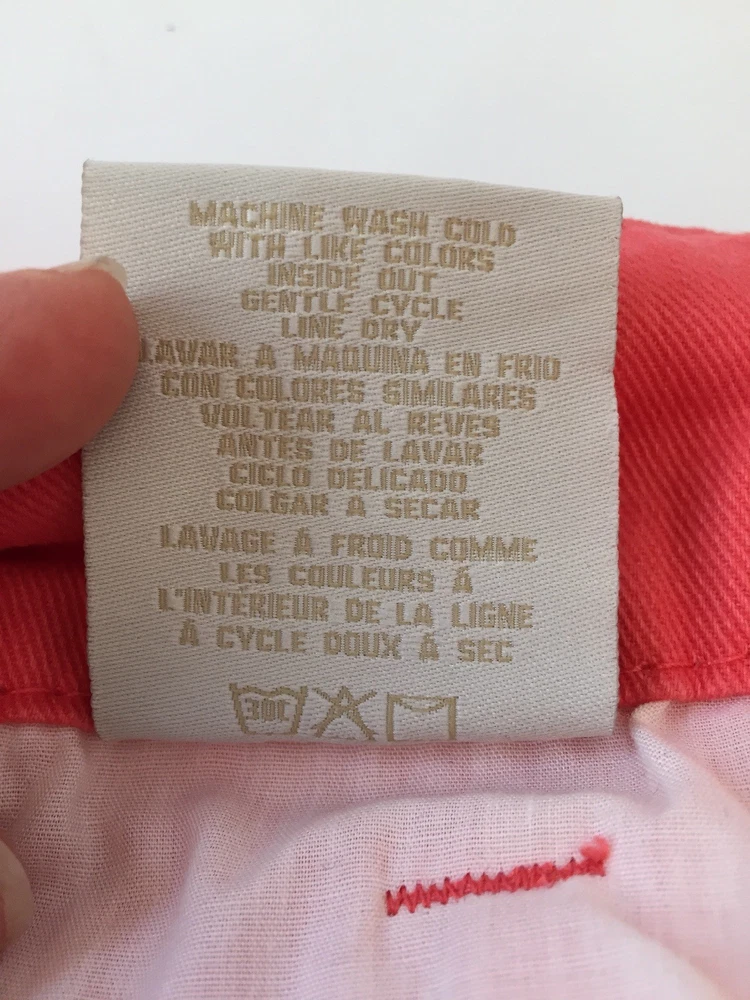 MACHINE WASH COLD
WITH LIKE COLORS
INSIDE OUT
GENTLE CYCLE
LINE DRY
LAVAR A MAQUINA EN FRIO
CON COLORES SIMILARES
VOLTEAR AL REVES
ANTES DE LAVAR
CICLO DELICADO
COLGAR A SECAR
LAVAGE À FROID COMME
LES COULEURS À
L'INTÉRIEUR DE LA LIGNE
À CYCLE DOUX À SEC
30C A